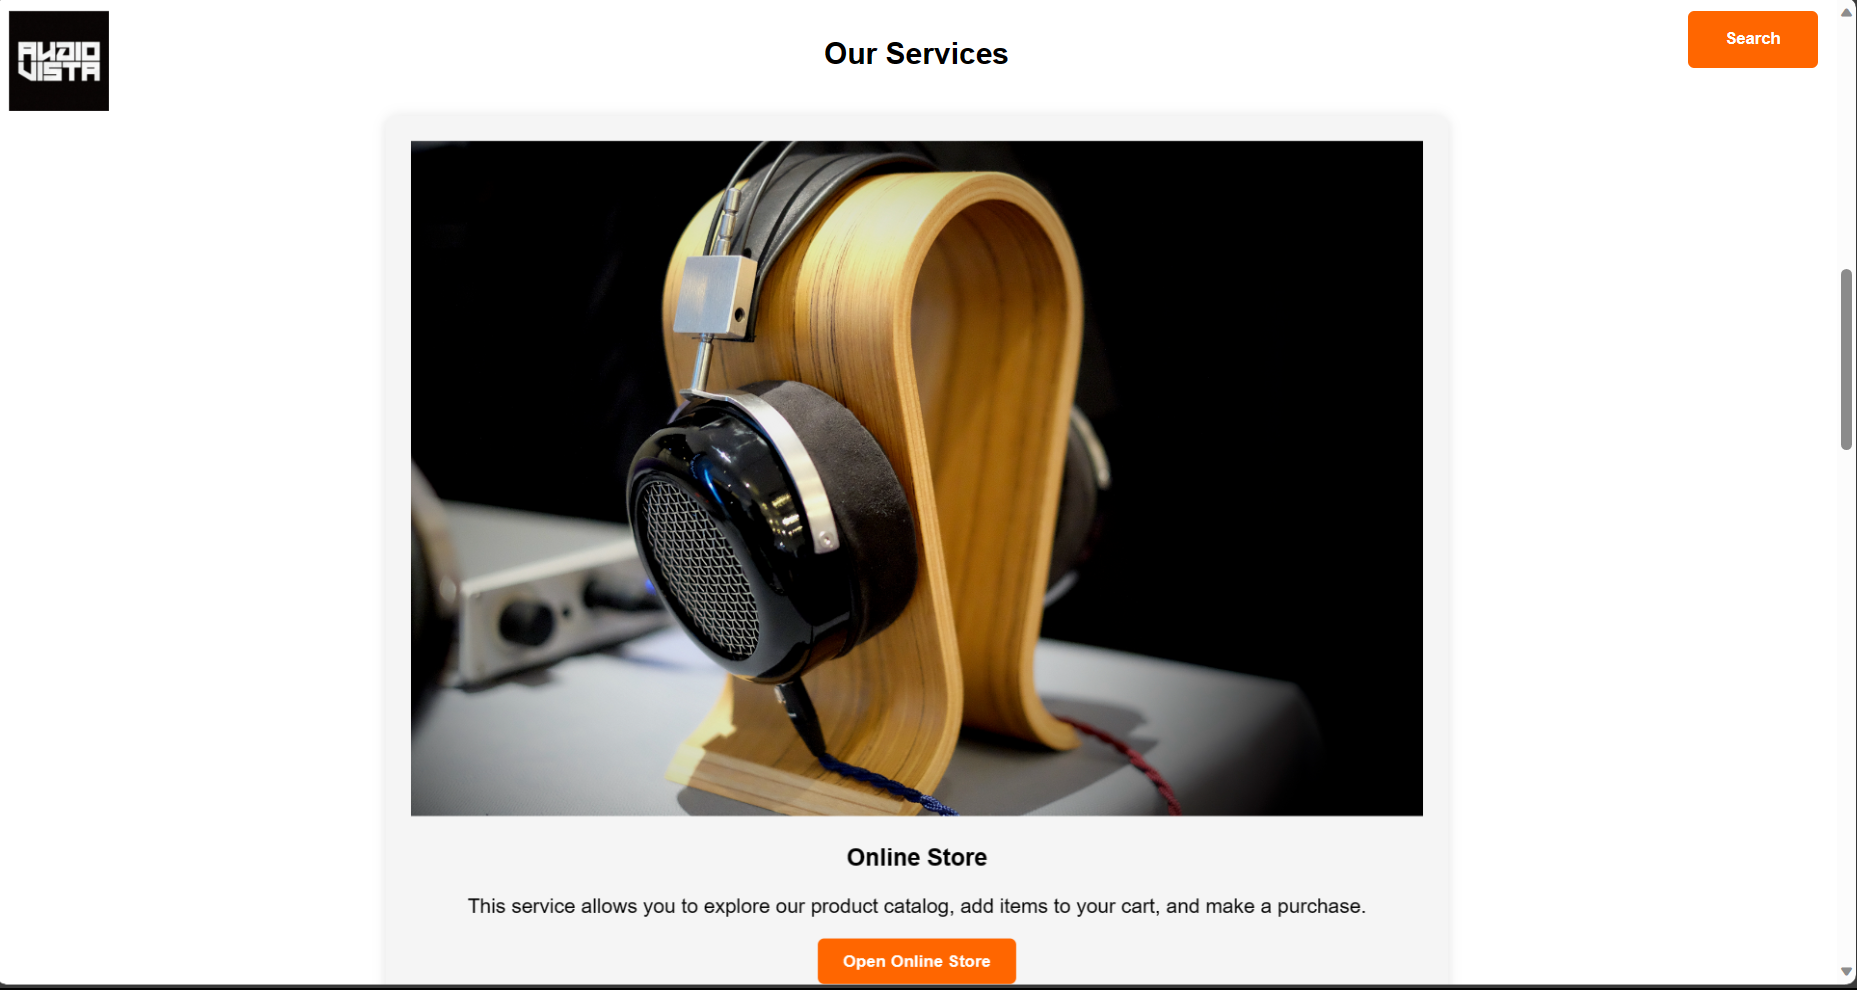 AUDIO
VISTA
Our Services
Search
Online Store
This service allows you to explore our product catalog, add items to your cart, and make a purchase.
Open Online Store